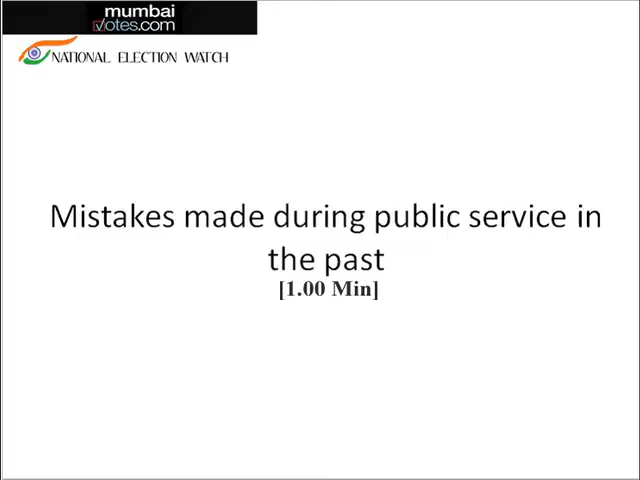 mumbai
votes.com
NATIONAL ELECTION WATCH
Mistakes made during public service in
the past
[1.00 Min]